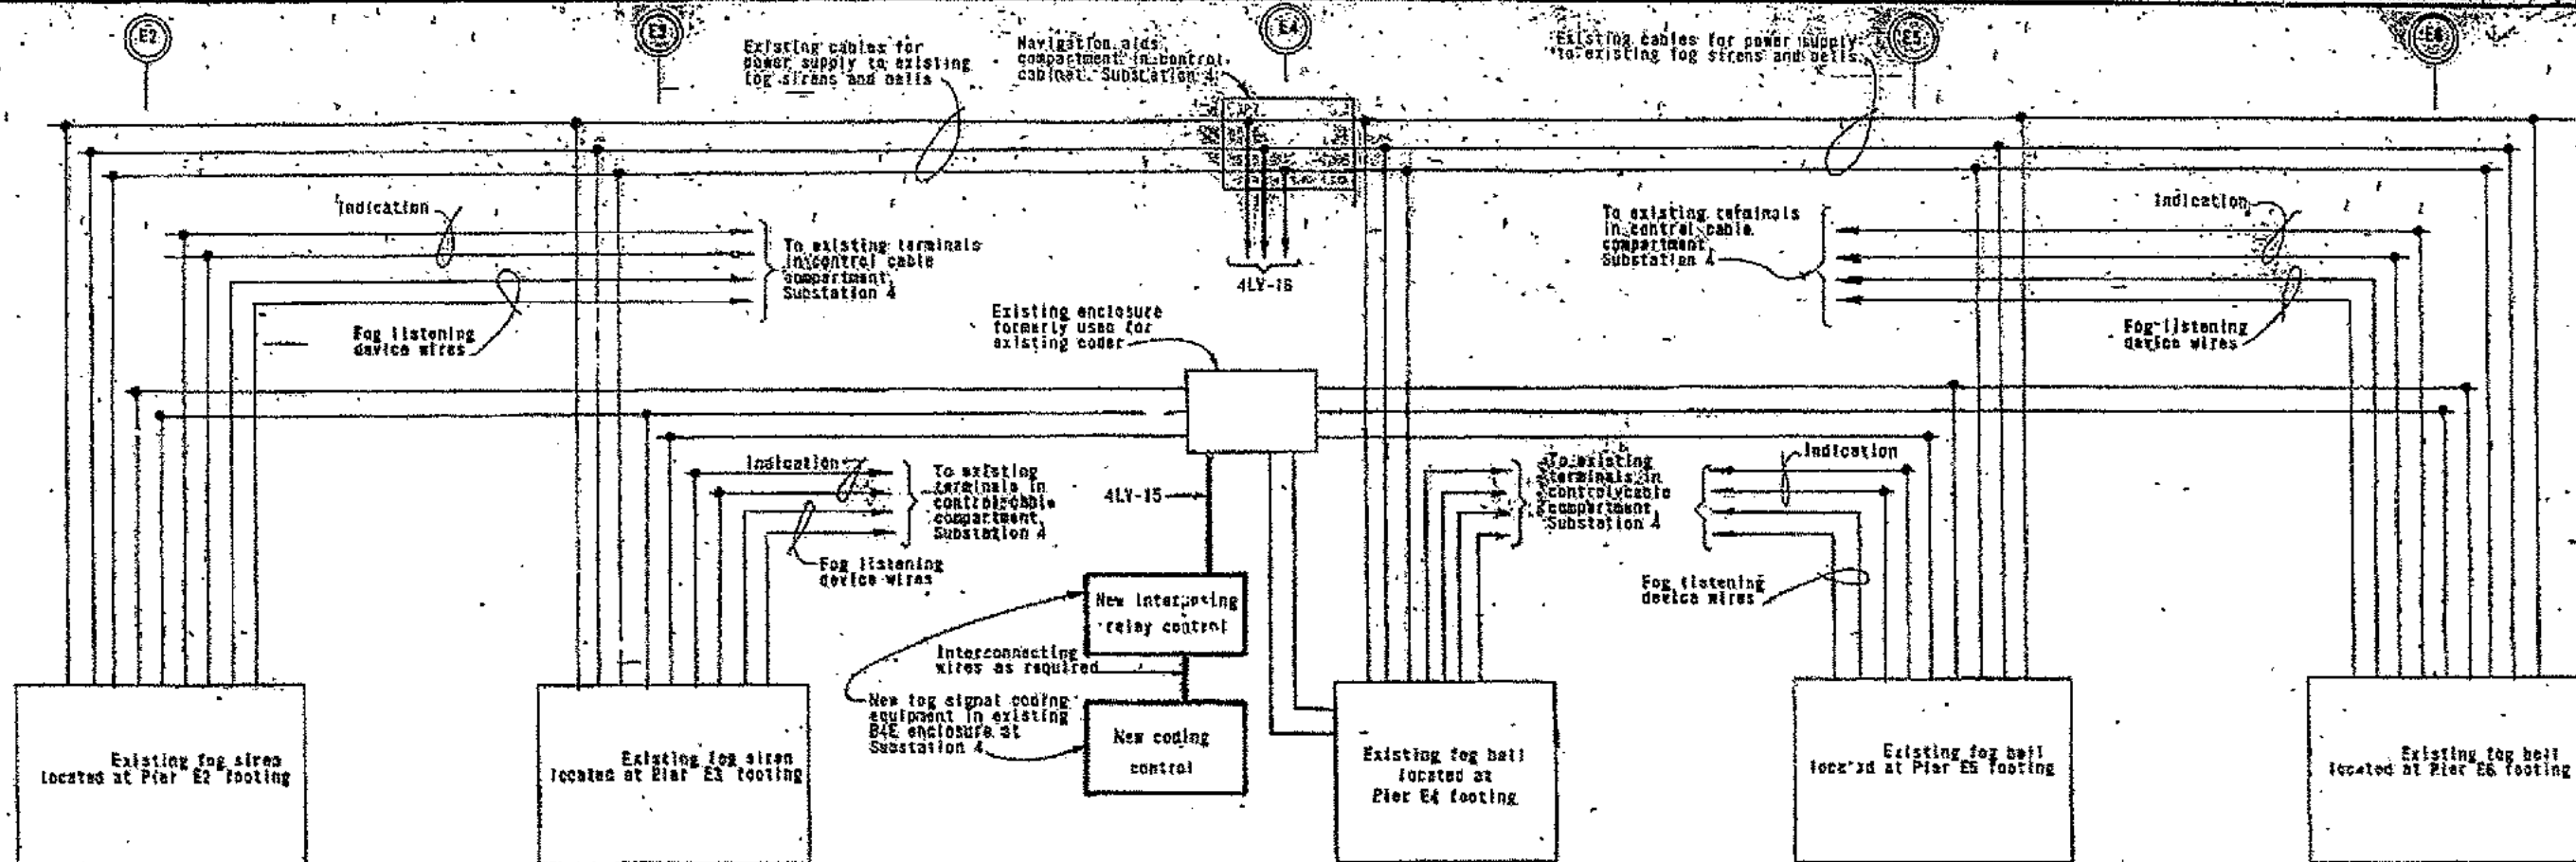 E2
E3
E4
E5
E6
Existing cables for
power supply to existing
fog sirens and bells
Navigation aids
compartment in control
cabinet. Substation 4
Existing cables for power supply
to existing fog sirens and bells
Indication
To existing terminals
in control cable
compartment,
Substation 4
Fog listening
device wires
4LV-16
To existing terminals
in control cable
compartment,
Substation 4
Indication
Fog listening
device wires
Existing enclosure
formerly used for
existing coder
Indication
To existing
terminals in
control cable
compartment,
Substation 4
Fog listening
device wires
4LV-15
To existing
terminals in
control cable
compartment,
Substation 4
Indication
Fog listening
device wires
New interposing
relay control
Interconnecting
wires as required
New fog signal coding
equipment in existing
B&E enclosure at
Substation 4
New coding
control
Existing fog siren
located at Pier E2 footing
Existing fog siren
located at Pier E3 footing
Existing fog bell
located at
Pier E4 footing
Existing fog bell
located at Pier E5 footing
Existing fog bell
located at Pier E6 footing